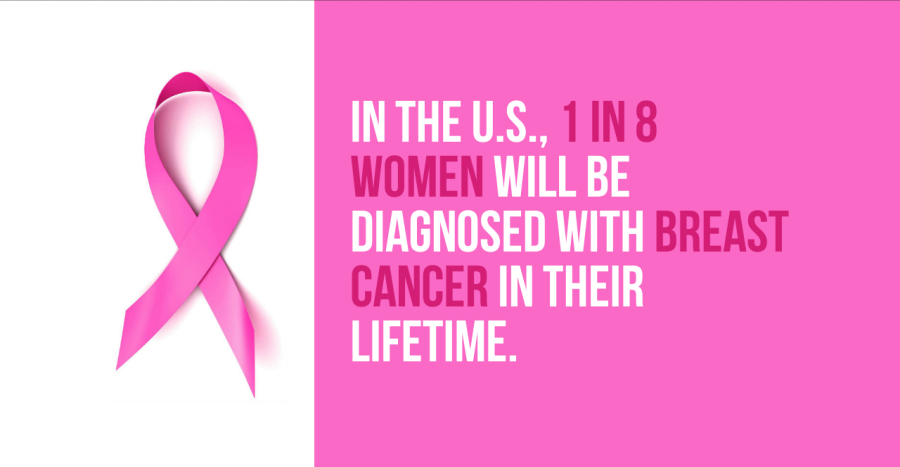 IN THE U.S., 1 IN 8
WOMEN WILL BE
DIAGNOSED WITH BREAST
CANCER IN THEIR
LIFETIME.